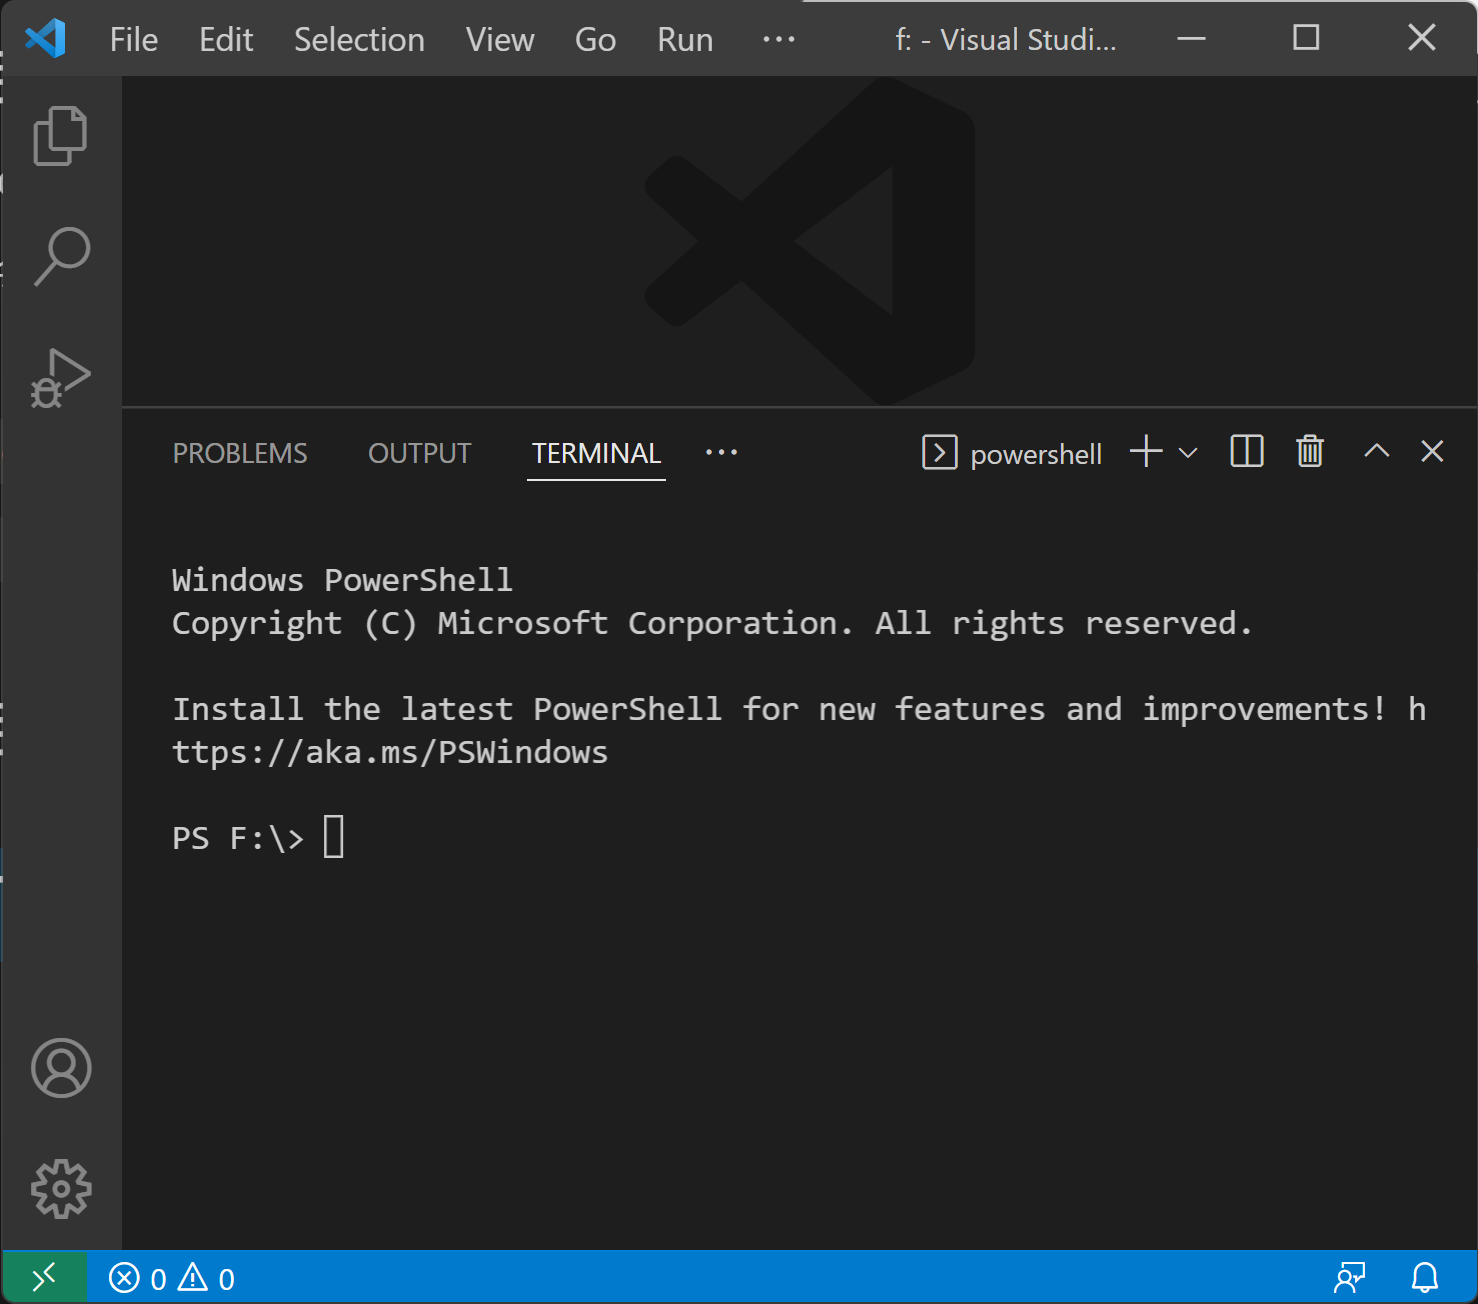 File Edit Selection View Go Run ··· f: - Visual Studi...
PROBLEMS OUTPUT TERMINAL ··· powershell
Windows PowerShell
Copyright (C) Microsoft Corporation. All rights reserved.
Install the latest PowerShell for new features and improvements! h
ttps://aka.ms/PSWindows
PS F:\>
0 0